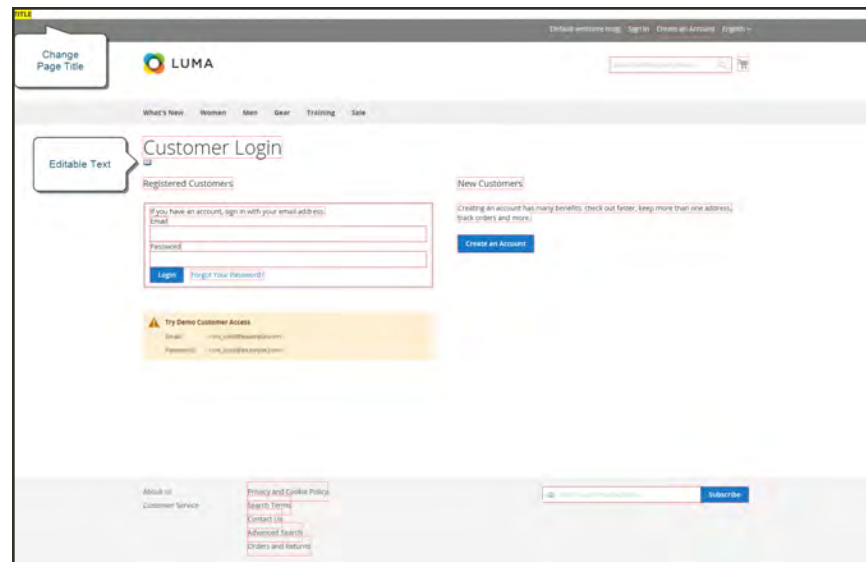 TITLE
Default welcome msg! Sign In Create an Account English
Change
Page Title
LUMA
What's New Women Men Gear Training Sale
Customer Login
Editable Text
Registered Customers
New Customers
If you have an account, sign in with your email address.
Creating an account has many benefits: check out faster, keep more than one address,
track orders and more.
Email
Password
Create an Account
Login Forgot Your Password?
Try Demo Customer Access
Email:
Password:
About us
Privacy and Cookie Policy
Subscribe
Customer Service
Search Terms
Contact Us
Advanced Search
Orders and Returns